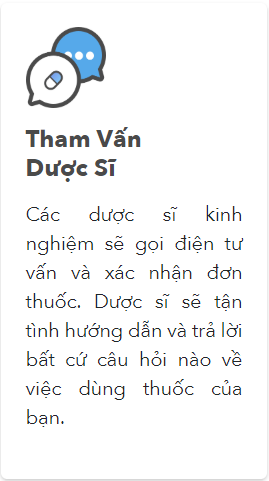 Tham Vấn
Dược Sĩ
Các dược sĩ kinh
nghiệm sẽ gọi điện tư
vấn và xác nhận đơn
thuốc. Dược sĩ sẽ tận
tình hướng dẫn và trả lời
bất cứ câu hỏi nào về
việc dùng thuốc của
bạn.